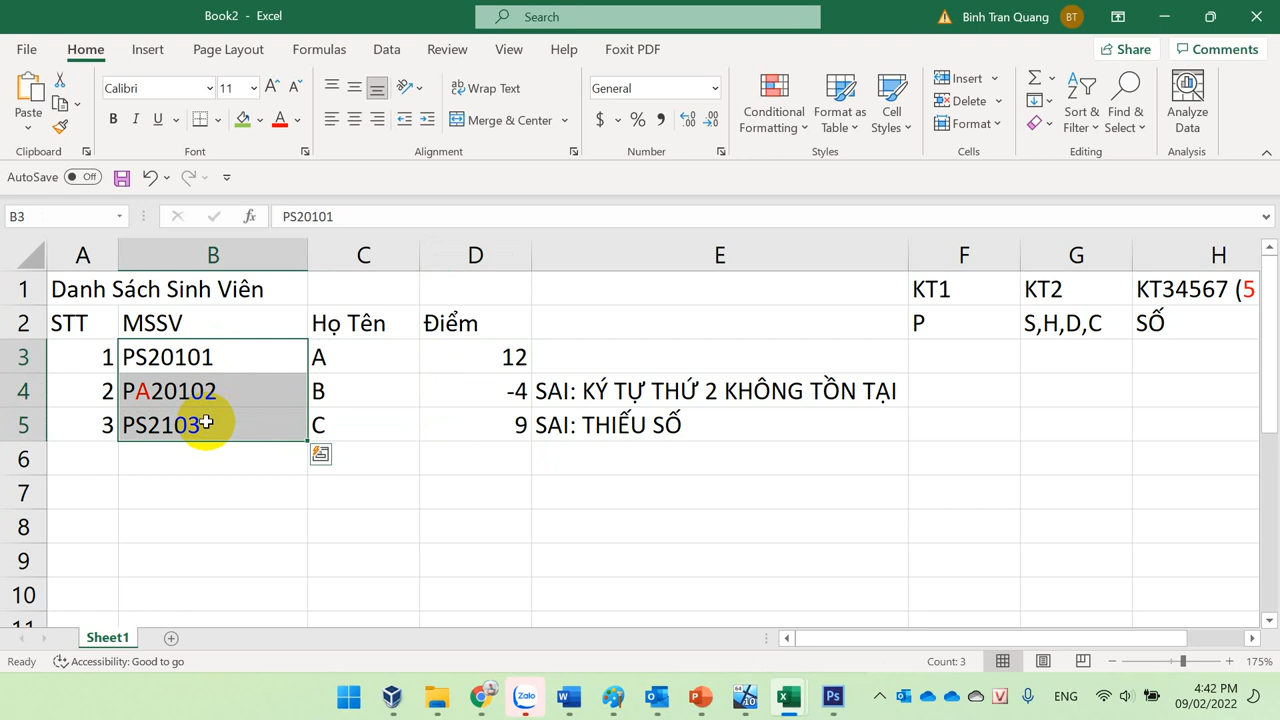 Book2 - Excel
Search
Binh Tran Quang
BT
File Home Insert Page Layout Formulas Data Review View Help Foxit PDF
Share Comments
Paste
Clipboard
Calibri 11
B I U A
Font
Wrap Text
Merge & Center
Alignment
General
$ % ,
Number
Conditional Formatting
Format as Table
Cell Styles
Styles
Insert
Delete
Format
Cells
Sort & Filter
Find & Select
Editing
Analyze Data
Analysis
AutoSave Off
B3 fx PS20101
A B C D E F G H
1 Danh Sách Sinh Viên KT1 KT2 KT34567 (5
2 STT MSSV Họ Tên Điểm P S,H,D,C SỐ
3 1 PS20101 A 12
4 2 PA20102 B -4 SAI: KÝ TỰ THỨ 2 KHÔNG TỒN TẠI
5 3 PS2103 C 9 SAI: THIẾU SỐ
6
7
8
9
10
11
Sheet1
Ready Accessibility: Good to go Count: 3 175%
Zalo
64
10
Ps
ENG
4:42 PM
09/02/2022